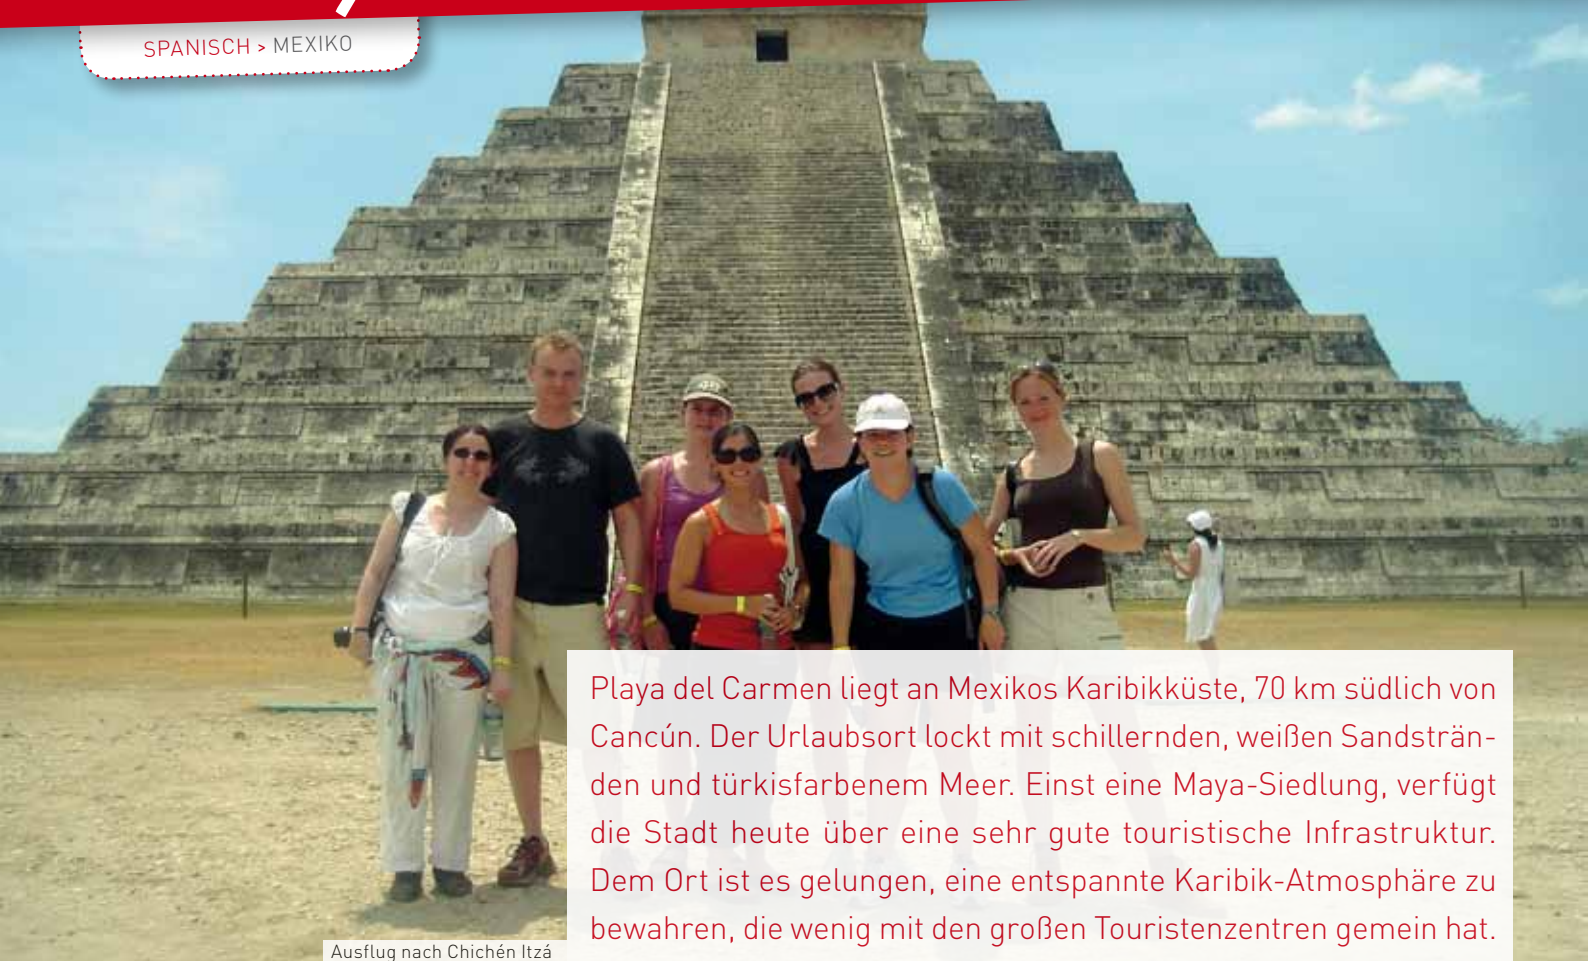 SPANISCH > MEXIKO
Playa del Carmen liegt an Mexikos Karibikküste, 70 km südlich von
Cancún. Der Urlaubsort lockt mit schillernden, weißen Sandsträn-
den und türkisfarbenem Meer. Einst eine Maya-Siedlung, verfügt
die Stadt heute über eine sehr gute touristische Infrastruktur.
Dem Ort ist es gelungen, eine entspannte Karibik-Atmosphäre zu
bewahren, die wenig mit den großen Touristenzentren gemein hat.
Ausflug nach Chichén Itzá